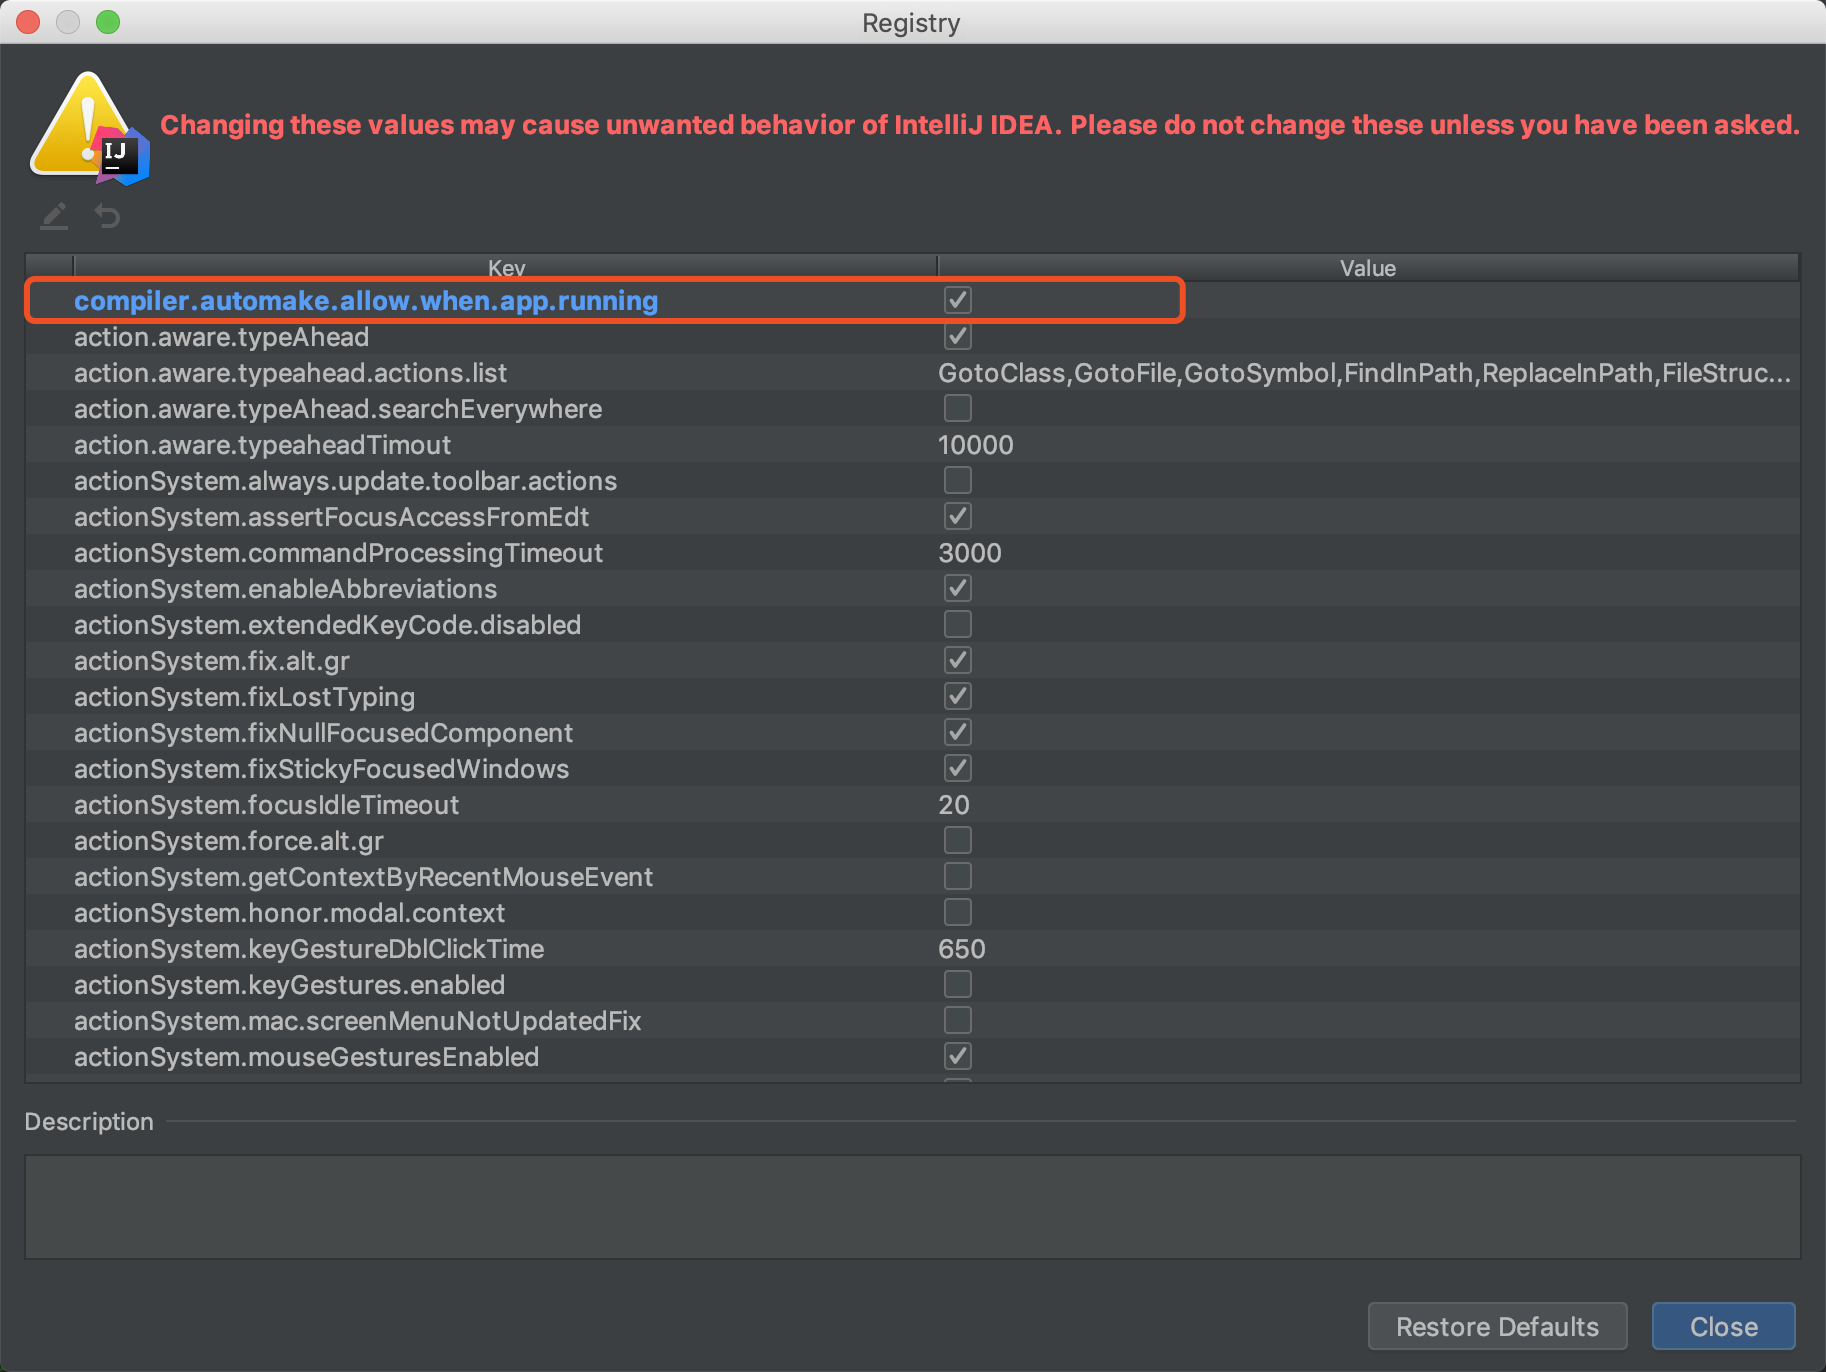 Registry
Changing these values may cause unwanted behavior of IntelliJ IDEA. Please do not change these unless you have been asked.
IJ
Key Value
compiler.automake.allow.when.app.running
action.aware.typeAhead
action.aware.typeahead.actions.list GotoClass,GotoFile,GotoSymbol,FindInPath,ReplaceInPath,FileStruc...
action.aware.typeAhead.searchEverywhere
action.aware.typeaheadTimout 10000
actionSystem.always.update.toolbar.actions
actionSystem.assertFocusAccessFromEdt
actionSystem.commandProcessingTimeout 3000
actionSystem.enableAbbreviations
actionSystem.extendedKeyCode.disabled
actionSystem.fix.alt.gr
actionSystem.fixLostTyping
actionSystem.fixNullFocusedComponent
actionSystem.fixStickyFocusedWindows
actionSystem.focusIdleTimeout 20
actionSystem.force.alt.gr
actionSystem.getContextByRecentMouseEvent
actionSystem.honor.modal.context
actionSystem.keyGestureDblClickTime 650
actionSystem.keyGestures.enabled
actionSystem.mac.screenMenuNotUpdatedFix
actionSystem.mouseGesturesEnabled
Description
Restore Defaults Close